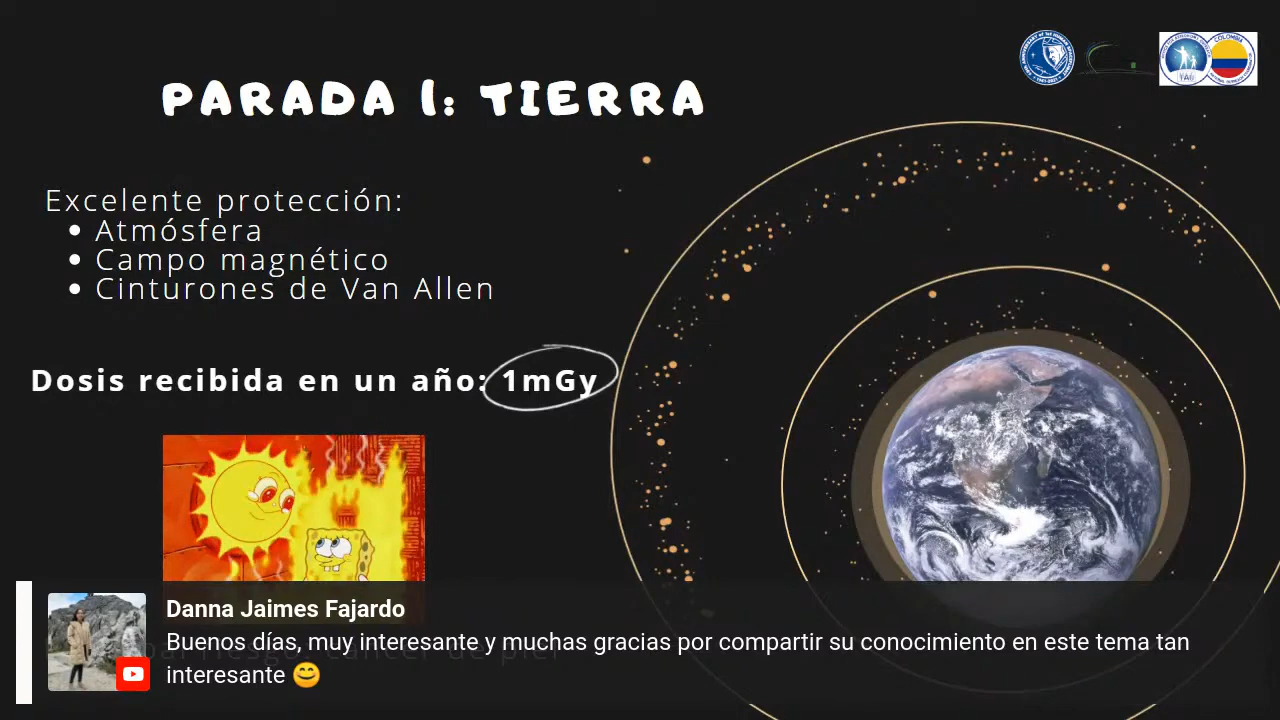 PARADA 1: TIERRA
Excelente protección:
• Atmósfera
• Campo magnético
• Cinturones de Van Allen
Dosis recibida en un año: 1mGy
COLOMBIA
Danna Jaimes Fajardo
Buenos días, muy interesante y muchas gracias por compartir su conocimiento en este tema tan
interesante 😊